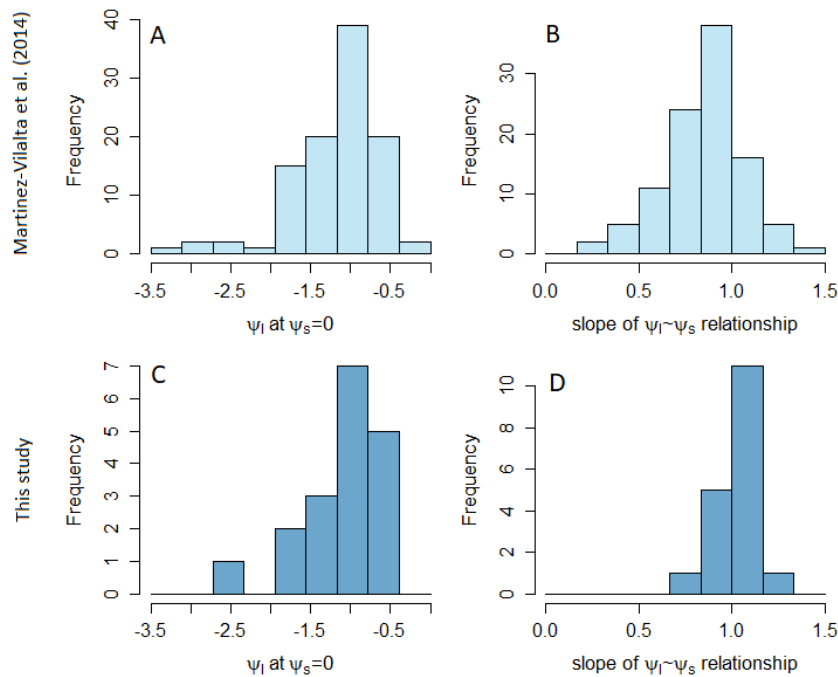 Martinez-Vilalta et al. (2014)
A
Frequency
0 10 20 30 40
-3.5 -2.5 -1.5 -0.5
ψl at ψs=0
B
Frequency
0 10 20 30
0.0 0.5 1.0 1.5
slope of ψl~ψs relationship
This study
C
Frequency
0 1 2 3 4 5 6 7
-3.5 -2.5 -1.5 -0.5
ψl at ψs=0
D
Frequency
0 2 4 6 8 10
0.0 0.5 1.0 1.5
slope of ψl~ψs relationship